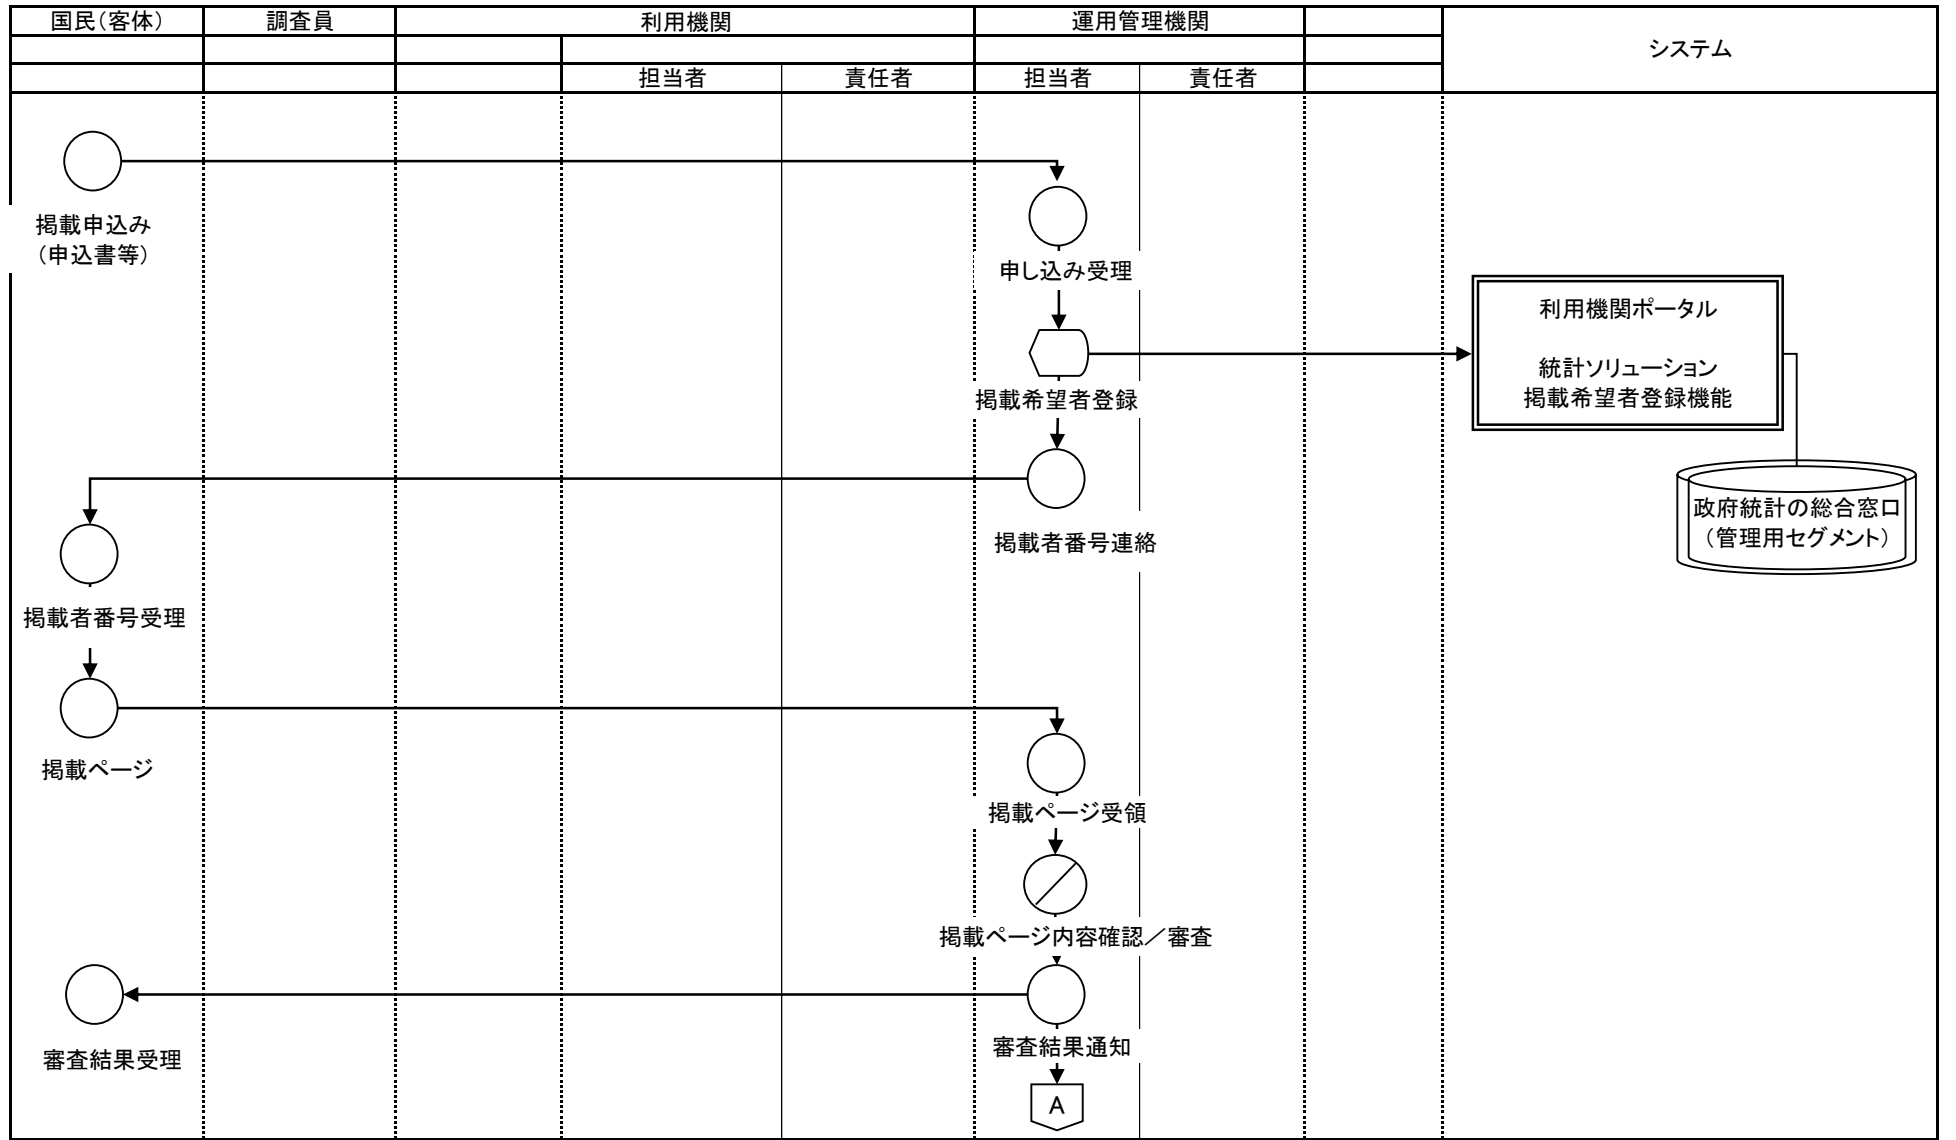 国民（客体）
調査員
利用機関
運用管理機関
システム
担当者
責任者
担当者
責任者
掲載申込み
（申込書等）
申し込み受理
利用機関ポータル
統計ソリューション
掲載希望者登録機能
掲載希望者登録
政府統計の総合窓口
（管理用セグメント）
掲載者番号連絡
掲載者番号受理
掲載ページ
掲載ページ受領
掲載ページ内容確認／審査
審査結果受理
審査結果通知
A